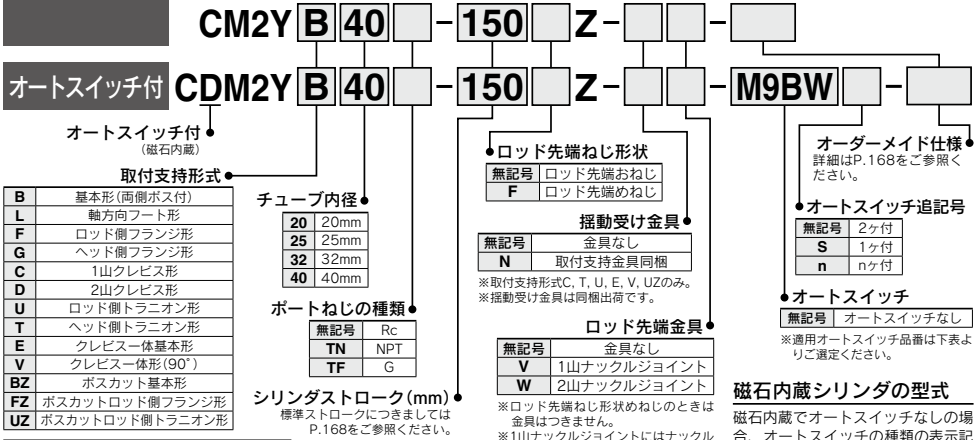 CM2Y B 40 - 150 Z - -
オートスイッチ付 CDM2Y B 40 - 150 Z - - M9BW -
オートスイッチ付
(磁石内蔵)
取付支持形式
B 基本形(両側ボス付)
L 軸方向フート形
F ロッド側フランジ形
G ヘッド側フランジ形
C 1山クレビス形
D 2山クレビス形
U ロッド側トラニオン形
T ヘッド側トラニオン形
E クレビス一体基本形
V クレビス一体形(90°)
BZ ボスカット基本形
FZ ボスカットロッド側フランジ形
UZ ボスカットロッド側トラニオン形
チューブ内径
20 20mm
25 25mm
32 32mm
40 40mm
ポートねじの種類
無記号 Rc
TN NPT
TF G
シリンダストローク(mm)
標準ストロークにつきましては
P.168をご参照ください。
ロッド先端ねじ形状
無記号 ロッド先端おねじ
F ロッド先端めねじ
揺動受け金具
無記号 金具なし
N 取付支持金具同梱
※取付支持形式C, T, U, E, V, UZのみ。
※揺動受け金具は同梱出荷です。
ロッド先端金具
無記号 金具なし
V 1山ナックルジョイント
W 2山ナックルジョイント
※ロッド先端ねじ形状めねじのときは
金具はつきません。
※1山ナックルジョイントにはナックル
オーダーメイド仕様
詳細はP.168をご参照く
ださい。
オートスイッチ追記号
無記号 2ヶ付
S 1ヶ付
n nヶ付
オートスイッチ
無記号 オートスイッチなし
※適用オートスイッチ品番は下表よ
りご選定ください。
磁石内蔵シリンダの型式
磁石内蔵でオートスイッチなしの場
合、オートスイッチの種類の表示記